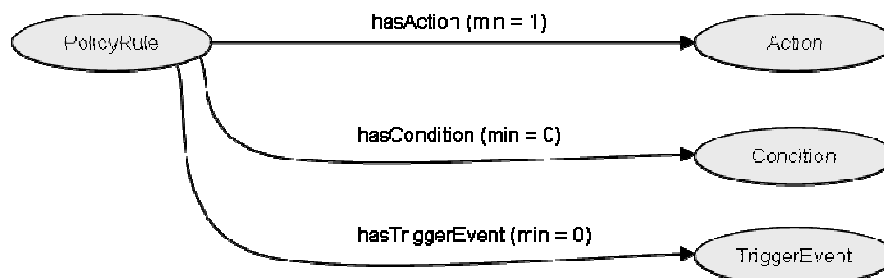 hasAction (min = 1)
PolicyRule
Action
hasCondition (min = 0)
Condition
hasTriggerEvent (min = 0)
TriggerEvent